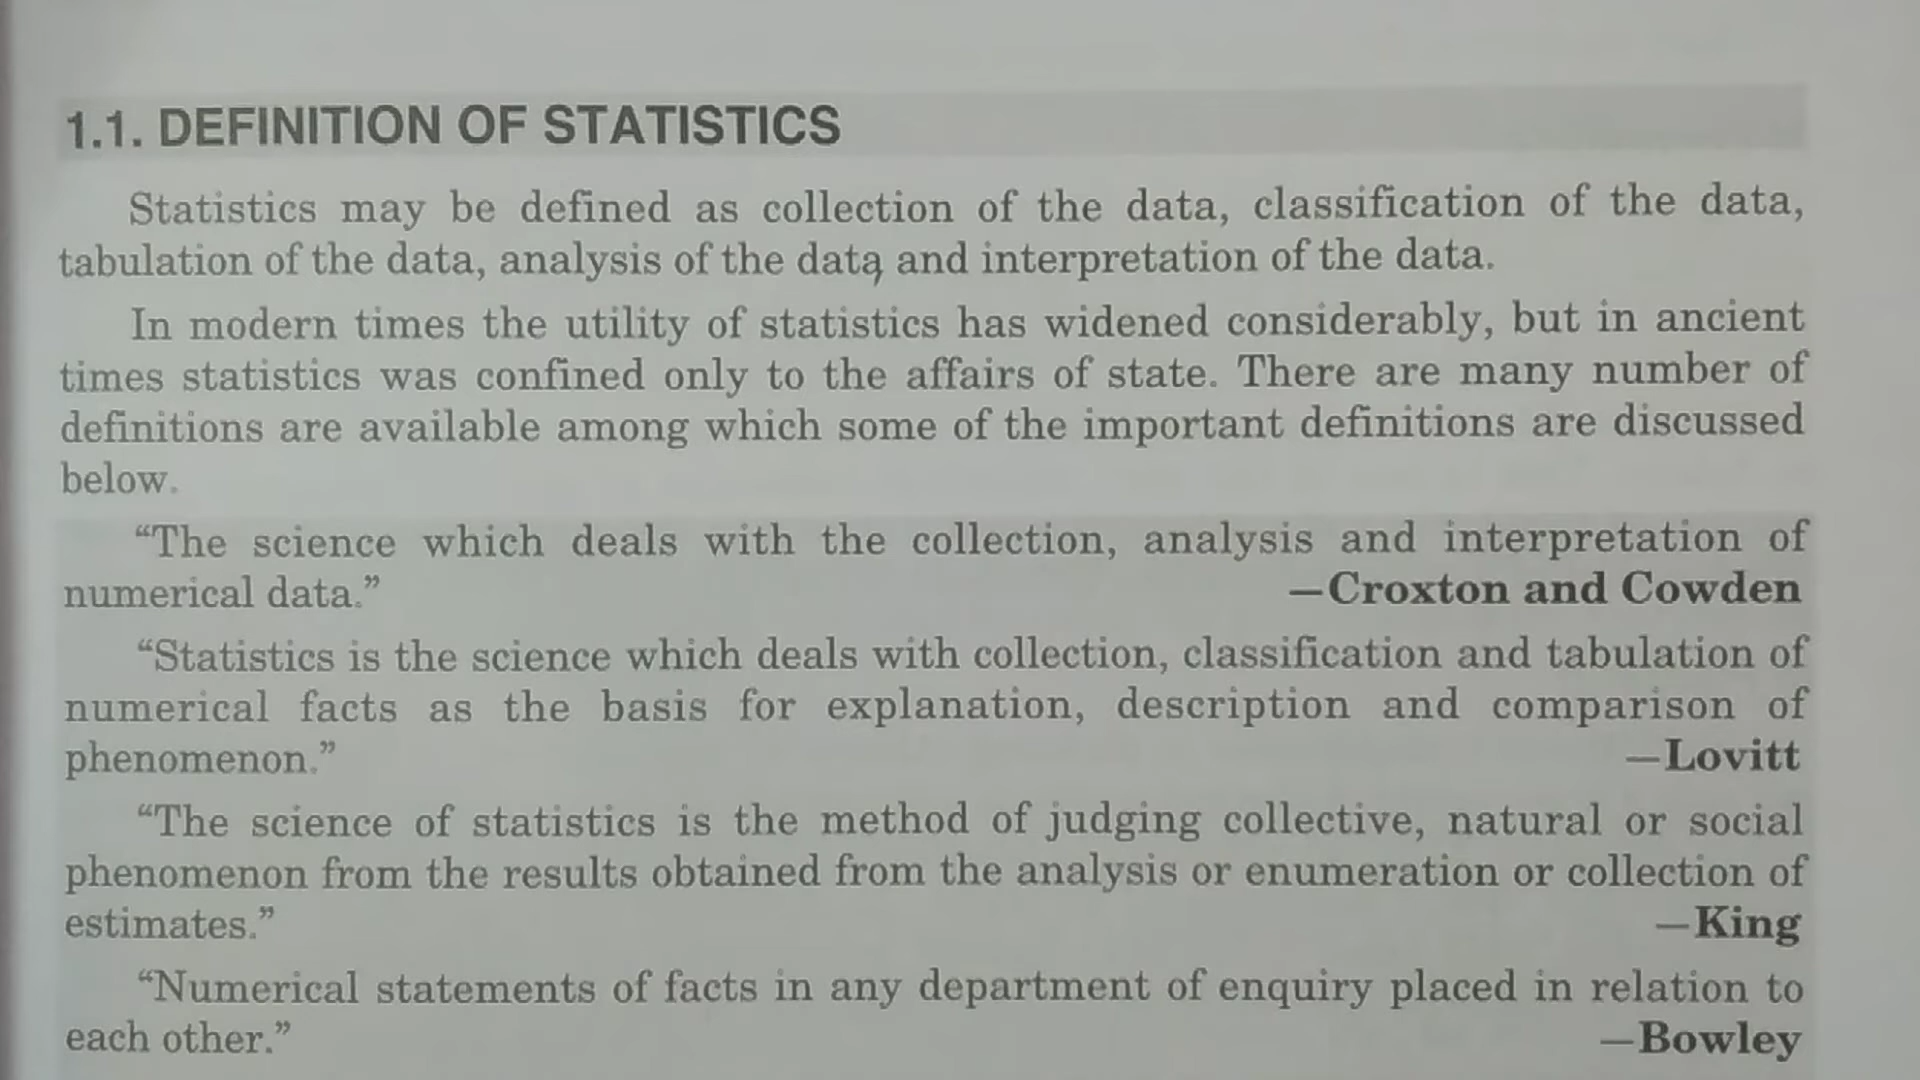 1.1. DEFINITION OF STATISTICS
Statistics may be defined as collection of the data, classification of the data,
tabulation of the data, analysis of the data and interpretation of the data.
In modern times the utility of statistics has widened considerably, but in ancient
times statistics was confined only to the affairs of state. There are many number of
definitions are available among which some of the important definitions are discussed
below.
“The science which deals with the collection, analysis and interpretation of
numerical data.” —Croxton and Cowden
“Statistics is the science which deals with collection, classification and tabulation of
numerical facts as the basis for explanation, description and comparison of
phenomenon.” —Lovitt
“The science of statistics is the method of judging collective, natural or social
phenomenon from the results obtained from the analysis or enumeration or collection of
estimates.” —King
“Numerical statements of facts in any department of enquiry placed in relation to
each other.” —Bowley